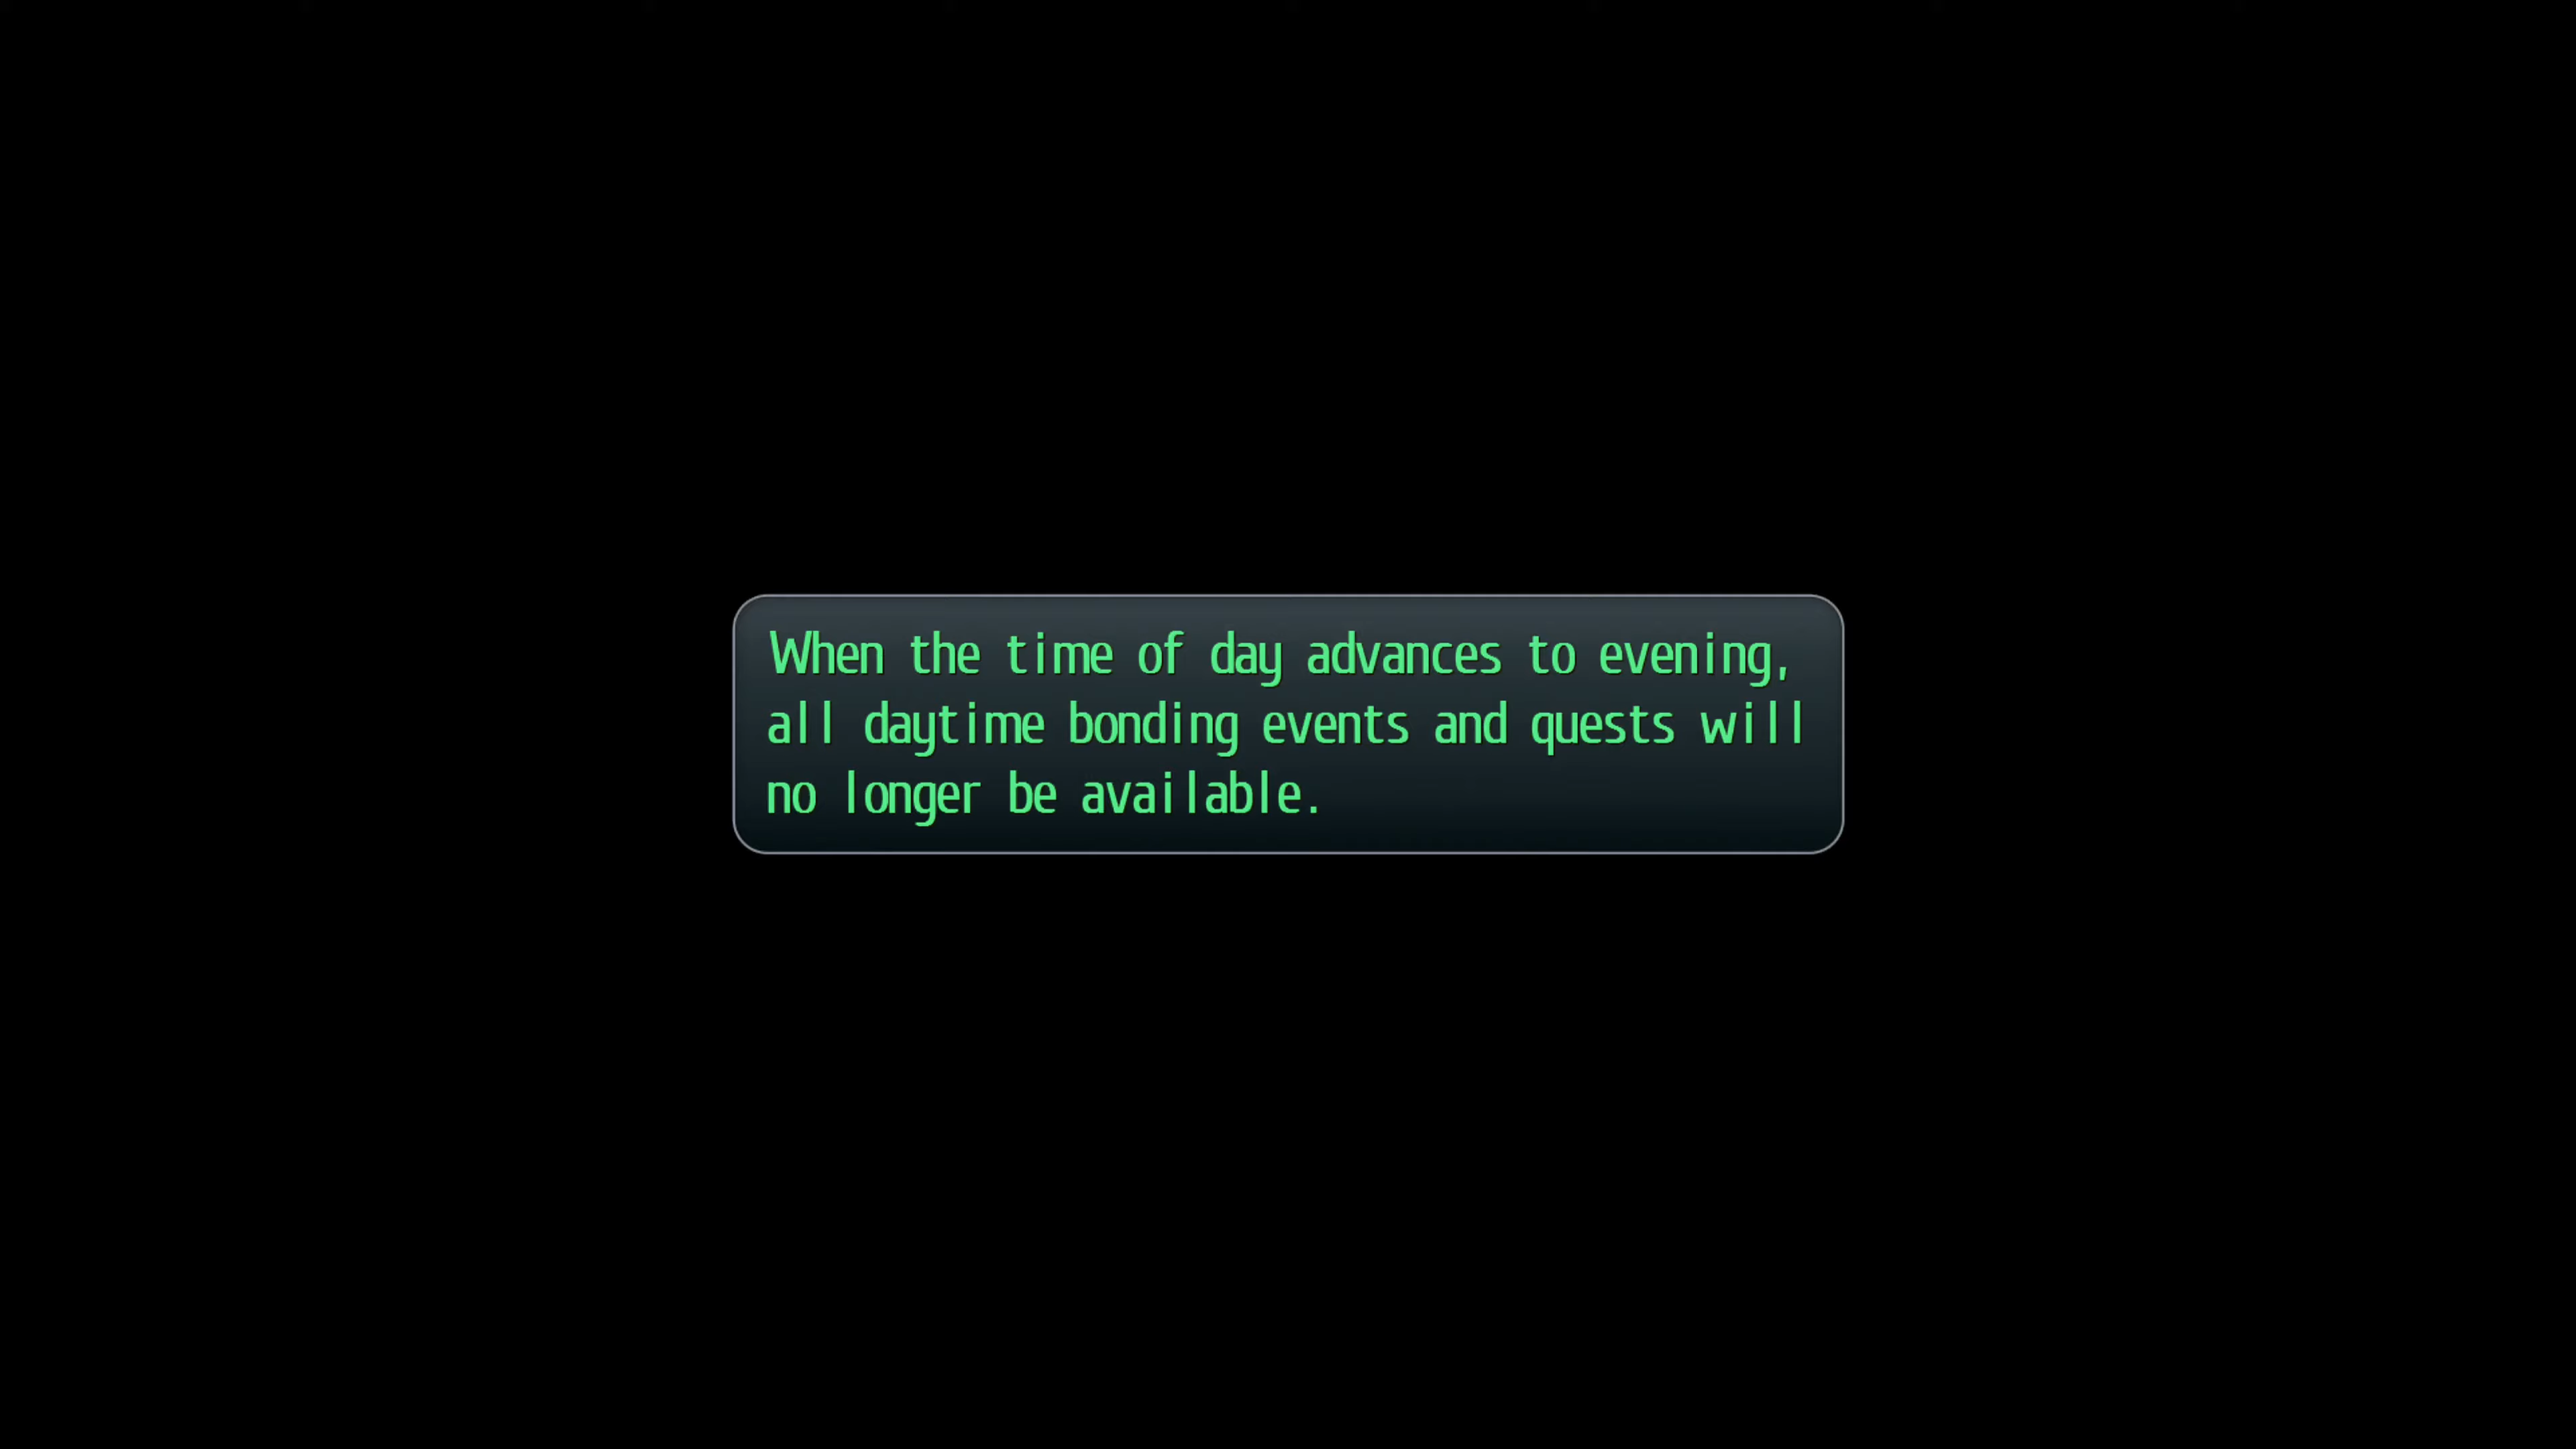 When the time of day advances to evening,
all daytime bonding events and quests will
no longer be available.